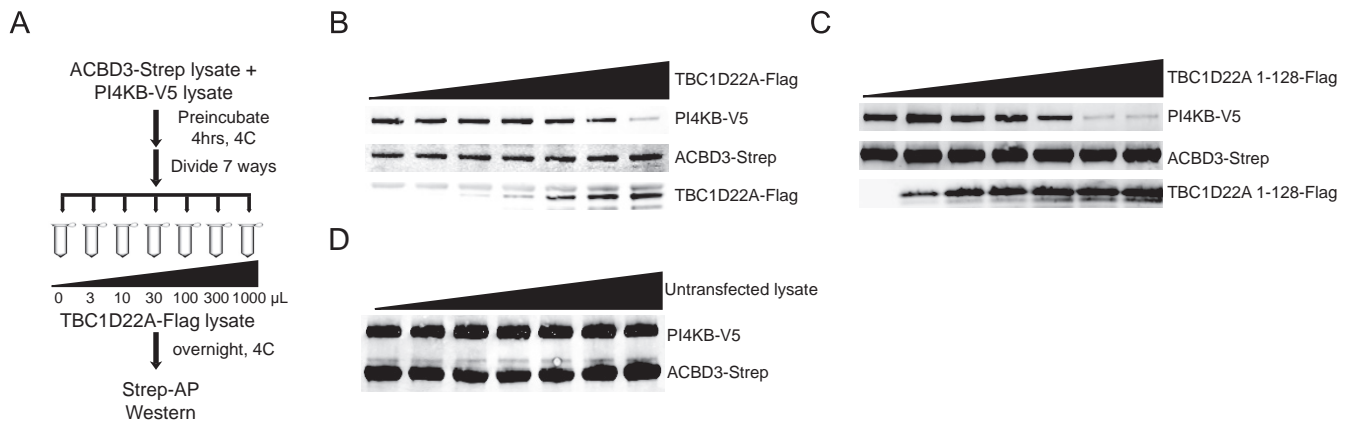 A
ACBD3-Strep lysate +
PI4KB-V5 lysate
Preincubate
4hrs, 4C
Divide 7 ways
0 3 10 30 100 300 1000 µL
TBC1D22A-Flag lysate
overnight, 4C
Strep-AP
Western
B
TBC1D22A-Flag
PI4KB-V5
ACBD3-Strep
TBC1D22A-Flag
C
TBC1D22A 1-128-Flag
PI4KB-V5
ACBD3-Strep
TBC1D22A 1-128-Flag
D
Untransfected lysate
PI4KB-V5
ACBD3-Strep